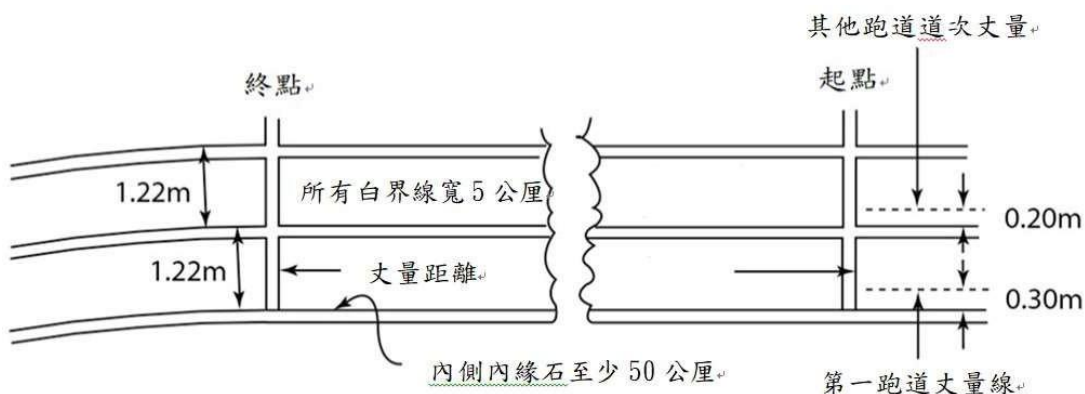 其他跑道道次丈量
終點
起點
1.22m
所有白界線寬 5 公厘
0.20m
1.22m
丈量距離
0.30m
內側內緣石至少 50 公厘
第一跑道丈量線